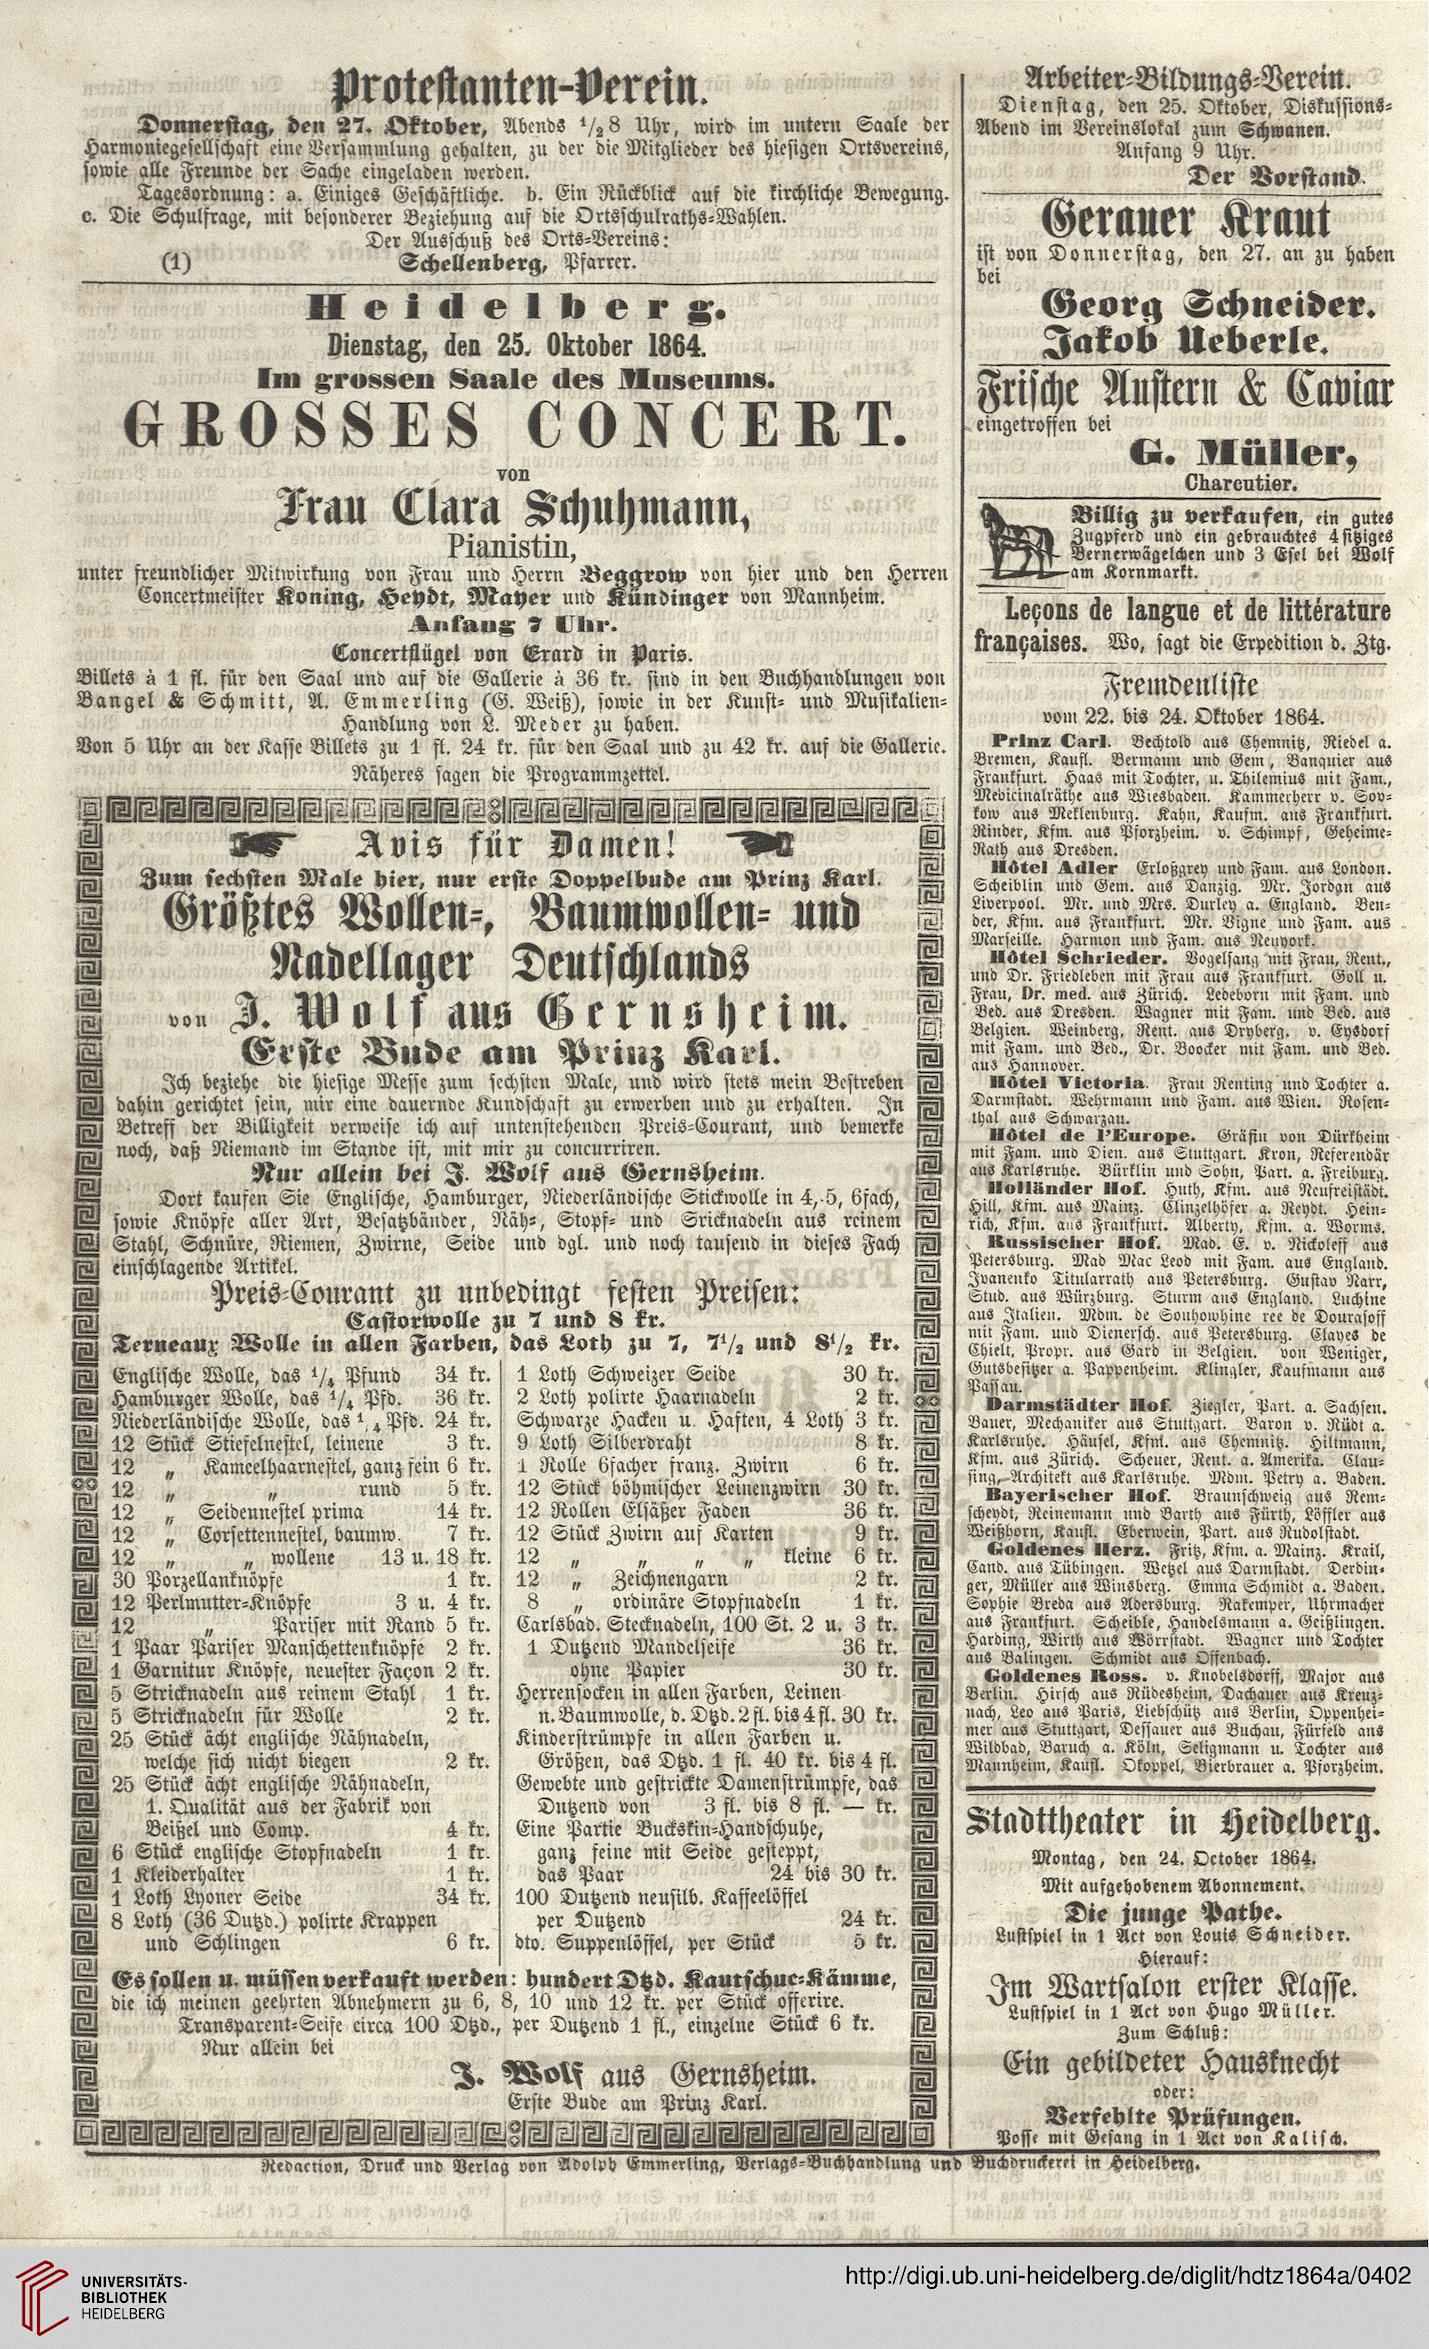 Protestanten-Verein.
Donnerstag, den 27. Oktober, Abends 1/2 8 Uhr, wird im untern Saale der
Harmoniegesellschaft eine Versammlung gehalten, zu der die Mitglieder des hiesigen Ortsvereins,
sowie alle Freunde der Sache eingeladen werden.
Tagesordnung: a. Einiges Geschäftliche. b. Ein Rückblick auf die kirchliche Bewegung.
c. Die Schulfrage, mit besonderer Beziehung auf die Ortsschulraths-Wahlen.
Der Ausschuß des Orts-Vereins:
(1) Schellenberg, Pfarrer.
Heidelberg.
Dienstag, den 25. Oktober 1864.
Im grossen Saale des Museums.
GROSSES CONCERT.
von
Frau Clara Schuhmann,
Pianistin,
unter freundlicher Mitwirkung von Frau und Herrn Beggrow von hier und den Herren
Concertmeister Koning, Heydt, Mayer und Kündinger von Mannheim.
Anfang 7 Uhr.
Concertflügel von Erard in Paris.
Billets à 1 fl. für den Saal und auf die Gallerie à 36 kr. sind in den Buchhandlungen von
Bangel & Schmitt, A. Emmerling (G. Weiß), sowie in der Kunst- und Musikalien-
Handlung von L. Meder zu haben.
Von 5 Uhr an der Kasse Billets zu 1 fl. 24 kr. für den Saal und zu 42 kr. auf die Gallerie.
Näheres sagen die Programmzettel.
Avis für Damen!
Zum sechsten Male hier, nur erste Doppelbude am Prinz Karl.
Größtes Wollen-, Baumwollen- und
Nadellager Deutschlands
von J. Wolf aus Gernsheim.
Erste Bude am Prinz Karl.
Ich beziehe die hiesige Messe zum sechsten Male, und wird stets mein Bestreben
dahin gerichtet sein, mir eine dauernde Kundschaft zu erwerben und zu erhalten. In
Betreff der Billigkeit verweise ich auf untenstehenden Preis-Courant, und bemerke
noch, daß Niemand im Stande ist, mit mir zu concurriren.
Nur allein bei J. Wolf aus Gernsheim.
Dort kaufen Sie Englische, Hamburger, Niederländische Stickwolle in 4, 5, 6fach,
sowie Knöpfe aller Art, Besatzbänder, Näh-, Stopf- und Sricknadeln aus reinem
Stahl, Schnüre, Riemen, Zwirne, Seide und dgl. und noch tausend in dieses Fach
einschlagende Artikel.
Preis-Courant zu unbedingt festen Preisen:
Castorwolle zu 7 und 8 kr.
Terneaux Wolle in allen Farben, das Loth zu 7, 7 1/2 und 8 1/2 kr.
Englische Wolle, das 1/4 Pfund 34 kr.
Hamburger Wolle, das 1/4 Pfd. 36 kr.
Niederländische Wolle, das 1/4 Pfd. 24 kr.
12 Stück Stiefelnestel, leinene 3 kr.
12 „ Kameelhaarnestel, ganz fein 6 kr.
12 „ „ rund 5 kr.
12 „ Seidennestel prima 14 kr.
12 „ Corsettennestel, baumw. 7 kr.
12 „ „ wollene 13 u. 18 kr.
30 Porzellanknöpfe 1 kr.
12 Perlmutter-Knöpfe 3 u. 4 kr.
12 „ Pariser mit Rand 5 kr.
1 Paar Pariser Manschettenknöpfe 2 kr.
1 Garnitur Knöpfe, neuester Façon 2 kr.
5 Stricknadeln aus reinem Stahl 1 kr.
5 Stricknadeln für Wolle 2 kr.
25 Stück ächt englische Nähnadeln,
welche sich nicht biegen 2 kr.
25 Stück ächt englische Nähnadeln,
1. Qualität aus der Fabrik von
Beißel und Comp. 4 kr.
6 Stück englische Stopfnadeln 1 kr.
1 Kleiderhalter 1 kr.
1 Loth Lyoner Seide 34 kr.
8 Loth (36 Dutzd.) polirte Krappen
und Schlingen 6 kr.
1 Loth Schweizer Seide 30 kr.
2 Loth polirte Haarnadeln 2 kr.
Schwarze Hacken u. Haften, 4 Loth 3 kr.
9 Loth Silberdraht 8 kr.
1 Rolle 6facher franz. Zwirn 6 kr.
12 Stück böhmischer Leinenzwirn 30 kr.
12 Rollen Elsäßer Faden 36 kr.
12 Stück Zwirn auf Karten 9 kr.
12 „ „ „ „ kleine 6 kr.
12 „ Zeichnengarn 2 kr.
8 „ ordinäre Stopfnadeln 1 kr.
Carlsbad. Stecknadeln, 100 St. 2 u. 3 kr.
1 Dutzend Mandelseife 36 kr.
ohne Papier 30 kr.
Herrensocken in allen Farben, Leinen
n. Baumwolle, d. Dtzd. 2 fl. bis 4 fl. 30 kr.
Kinderstrümpfe in allen Farben u.
Größen, das Dtzd. 1 fl. 40 kr. bis 4 fl.
Gewebte und gestrickte Damenstrümpfe, das
Dutzend von 3 fl. bis 8 fl. — kr.
Eine Partie Buckskin-Handschuhe,
ganz feine mit Seide gesteppt,
das Paar 24 bis 30 kr.
100 Dutzend neusilb. Kaffeelöffel
per Dutzend 24 kr.
dto. Suppenlöffel, per Stück 5 kr.
Es sollen u. müssen verkauft werden: hundert Dtzd. Kautschuc-Kämme,
die ich meinen geehrten Abnehmern zu 6, 8, 10 und 12 kr. per Stück offerire.
Transparent-Seife circa 100 Dtzd., per Dutzend 1 fl., einzelne Stück 6 kr.
Nur allein bei
J. Wolf aus Gernsheim.
Erste Bude am Prinz Karl.
Arbeiter-Bildungs-Verein.
Dienstag, den 25. Oktober, Diskussions-
Abend im Vereinslokal zum Schwanen.
Anfang 9 Uhr.
Der Vorstand.
Gerauer Kraut
ist von Donnerstag, den 27. an zu haben
bei
Georg Schneider.
Jakob Ueberle.
Frische Austern & Caviar
eingetroffen bei
G. Müller,
Charcutier.
Billig zu verkaufen, ein gutes
Zugpferd und ein gebrauchtes 4sitziges
Bernerwägelchen und 3 Esel bei Wolf
am Kornmarkt.
Leçons de langue et de littérature
françaises. Wo, sagt die Expedition d. Ztg.
Fremdenliste
vom 22. bis 24. Oktober 1864.
Prinz Carl. Bechtold aus Chemnitz, Riedel a.
Bremen, Kaufl. Bermann und Gem, Banquier aus
Frankfurt. Haas mit Tochter, u. Thilemius mit Fam.,
Medicinalräthe aus Wiesbaden. Kammerherr v. Sov-
kow aus Meklenburg. Kahn, Kaufm. aus Frankfurt.
Rinder, Kfm. aus Pforzheim. v. Schimpf, Geheime-
Rath aus Dresden.
Hôtel Adler Erloßgrey und Fam. aus London.
Scheiblin und Gem. aus Danzig. Mr. Jordan aus
Liverpool. Mr. und Mrs. Durley a. England. Ben-
der, Kfm. aus Frankfurt. Mr. Vigne und Fam. aus
Marseille. Harmon und Fam. aus Neuyork.
Hôtel Schrieder. Vogelsang mit Frau, Rent.,
und Dr. Friedleben mit Frau aus Frankfurt. Goll u.
Frau, Dr. med. aus Zürich. Ledeborn mit Fam. und
Bed. aus Dresden. Wagner mit Fam. und Bed. aus
Belgien. Weinberg, Rent. aus Dryberg. v. Eysdorf
mit Fam. und Bed., Dr. Boocker mit Fam. und Bed.
aus Hannover.
Hôtel Victoria. Frau Renting und Tochter a.
Darmstadt. Wehrmann und Fam. aus Wien. Rosen-
thal aus Schwarzau.
Hôtel de l'Europe. Gräfin von Dürkheim
mit Fam. und Dien. aus Stuttgart. Kron, Referendär
aus Karlsruhe. Bürklin und Sohn, Part. a. Freiburg.
Holländer Hof. Huth, Kfm. aus Neufreistädt.
Hill, Kfm. aus Mainz. Clinzelhöfer a. Reydt. Hein-
rich, Kfm. aus Frankfurt. Alberty, Kfm. a. Worms.
Russischer Hof. Mad. E. v. Nickoleff aus
Petersburg. Mad Mac Leod mit Fam. aus England.
Jvanenko Titularrath aus Petersburg. Gustav Narr,
Stud. aus Würzburg. Sturm aus England. Luchine
aus Italien. Mdm. de Souhowhine ree de Dourasoff
mit Fam. und Dienersch. aus Petersburg. Clayes de
Chielt, Propr. aus Gard in Belgien. von Weniger,
Gutsbesitzer a. Pappenheim. Klingler, Kaufmann aus
Passau.
Darmstädter Hof. Ziegler, Part. a. Sachsen.
Bauer, Mechaniker aus Stuttgart. Baron v. Rüdt a.
Karlsruhe. Häusel, Kfm. aus Chemnitz. Hiltmann,
Kfm. aus Zürich. Scheuer, Rent. a. Amerika. Clau-
sing, Architekt aus Karlsruhe. Mdm. Petry a. Baden.
Bayerischer Hof. Braunschweig aus Rem-
scheydt, Reinemann und Barth aus Fürth, Löffler aus
Weißhorn, Kaufl. Eberwein, Part. aus Rudolstadt.
Goldenes Herz. Fritz, Kfm. a. Mainz. Krail,
Cand. aus Tübingen. Wetzel aus Darmstadt. Derdin-
ger, Müller aus Winsberg. Emma Schmidt a. Baden.
Sophie Breda aus Adersburg. Rakemper, Uhrmacher
aus Frankfurt. Scheible, Handelsmann a. Geißlingen.
Harding, Wirth aus Wörrstadt. Wagner und Tochter
aus Balingen. Schmidt aus Offenbach.
Goldenes Ross. v. Knobelsdorff, Major aus
Berlin. Hirsch aus Rüdesheim, Dachauer aus Kreuz-
nach, Leo aus Paris, Liebschütz aus Berlin, Oppenhei-
mer aus Stuttgart, Dessauer aus Buchau, Fürfeld aus
Wildbad, Baruch a. Köln, Seligmann u. Tochter aus
Mannheim, Kaufl. Okoppel, Bierbrauer a. Pforzheim.
Stadttheater in Heidelberg.
Montag, den 24. October 1864.
Mit aufgehobenem Abonnement.
Die junge Pathe.
Lustspiel in 1 Act von Louis Schneider.
Hierauf:
Im Wartsalon erster Klasse.
Lustspiel in 1 Act von Hugo Müller.
Zum Schluß:
Ein gebildeter Hausknecht
oder:
Verfehlte Prüfungen.
Posse mit Gesang in 1 Act von Kalisch.
Redaction, Druck und Verlag von Adolph Emmerling, Verlags-Buchhandlung und Buchdruckerei in Heidelberg.
UNIVERSITÄTS-
BIBLIOTHEK
HEIDELBERG
http://digi.ub.uni-heidelberg.de/diglit/hdtz1864a/0402